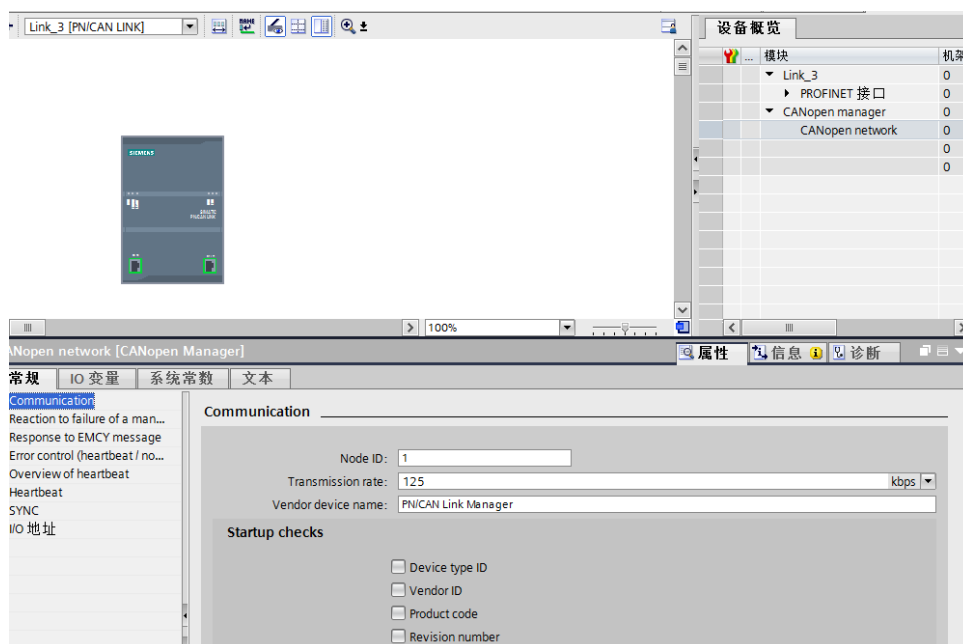 Link_3 [PN/CAN LINK]
设备概览
... 模块 机架
Link_3 0
PROFINET 接口 0
CANopen manager 0
CANopen network 0
0
0
SIEMENS
SIMATIC
PN/CAN LINK
100%
ANopen network [CANopen Manager]
属性 信息 诊断
常规 IO 变量 系统常数 文本
Communication
Reaction to failure of a man...
Response to EMCY message
Error control (heartbeat / no...
Overview of heartbeat
Heartbeat
SYNC
I/O 地址
Communication
Node ID: 1
Transmission rate: 125 kbps
Vendor device name: PN/CAN Link Manager
Startup checks
Device type ID
Vendor ID
Product code
Revision number